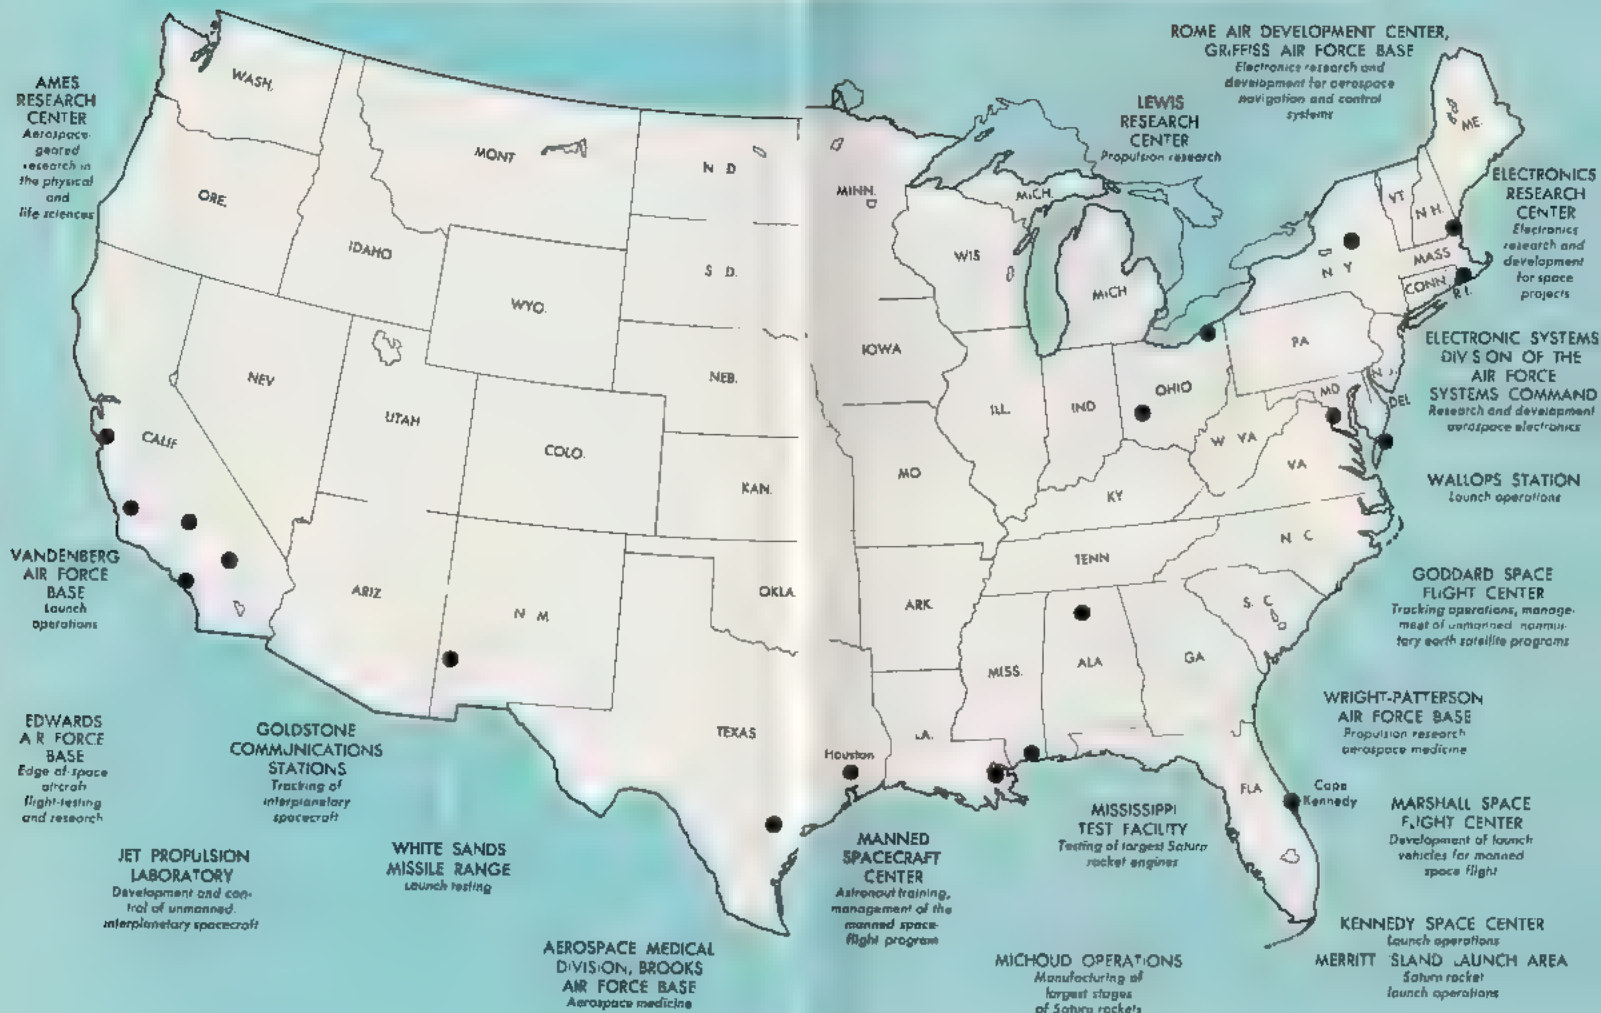 AMES
RESEARCH
CENTER
Aerospace-
geared
research in
the physical
and
life sciences
VANDENBERG
AIR FORCE
BASE
Launch
operations
EDWARDS
A R FORCE
BASE
Edge of space
aircraft
flight-testing
and research
GOLDSTONE
COMMUNICATIONS
STATIONS
Tracking of
interplanetary
spacecraft
JET PROPULSION
LABORATORY
Development and con-
trol of unmanned,
interplanetary spacecraft
WHITE SANDS
MISSILE RANGE
Launch testing
AEROSPACE MEDICAL
DIVISION, BROOKS
AIR FORCE BASE
Aerospace medicine
MANNED
SPACECRAFT
CENTER
Astronaut training,
management of the
manned space-
flight program
MICHOUD OPERATIONS
Manufacturing of
largest stages
of Saturn rockets
MISSISSIPPI
TEST FACILITY
Testing of largest Saturn
rocket engines
ROME AIR DEVELOPMENT CENTER,
GRIFFISS AIR FORCE BASE
Electronics research and
development for aerospace
navigation and control
systems
LEWIS
RESEARCH
CENTER
Propulsion research
ELECTRONICS
RESEARCH
CENTER
Electronics
research and
development
for space
projects
ELECTRONIC SYSTEMS
DIV S ON OF THE
AIR FORCE
SYSTEMS COMMAND
Research and development
aerospace electronics
WALLOPS STATION
Launch operations
GODDARD SPACE
FLIGHT CENTER
Tracking operations, manage-
ment of unmanned, nonmili-
tary earth satellite programs
WRIGHT-PATTERSON
AIR FORCE BASE
Propulsion research
aerospace medicine
MARSHALL SPACE
FLIGHT CENTER
Development of launch
vehicles for manned
space flight
KENNEDY SPACE CENTER
Launch operations
MERRITT ISLAND LAUNCH AREA
Saturn rocket
launch operations
WASH.
ORE.
CALIF
NEV
IDAHO
MONT
WYO.
UTAH
COLO.
ARIZ
N M
N D
S D.
NEB.
KAN.
OKLA
TEXAS
Houston
MINN.
IOWA
MO
ARK.
LA.
WIS
ILL.
MICH.
MICH
IND
OHIO
KY
TENN
MISS.
ALA
GA
FLA
Cape
Kennedy
S. C
N C
VA
W VA
MD
DEL
PA
N J.
N Y
CONN
R I.
MASS
VT
N H.
ME.